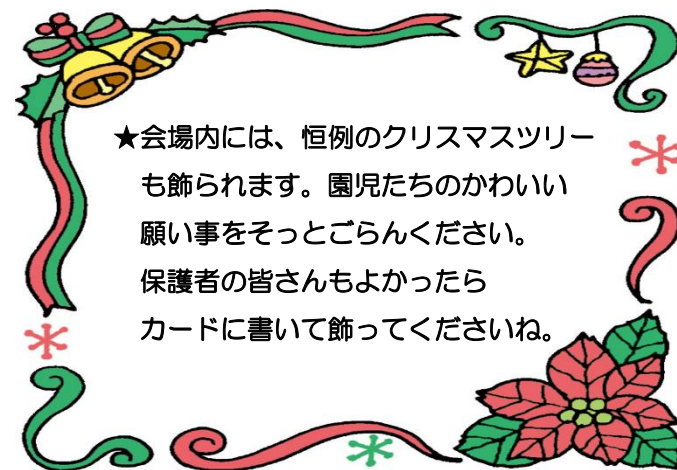 ★会場内には、恒例のクリスマスツリー
も飾られます。園児たちのかわいい
願い事をそっとごらんください。
保護者の皆さんもよかったら
カードに書いて飾ってくださいね。